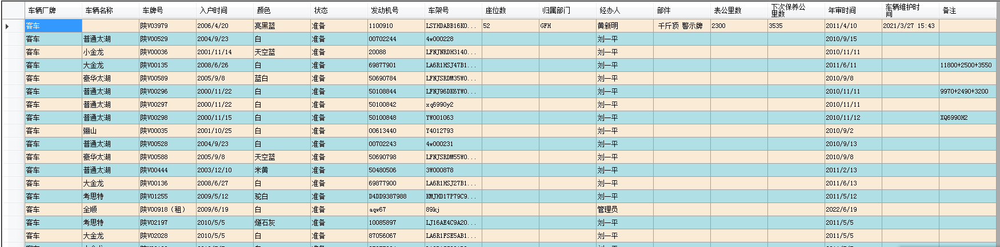 车辆厂牌 车辆名称 车牌号 入户时间 颜色 状态 发动机号 车架号 座位数 归属部门 经办人 部件 表公里数 下次保养公里数 年审时间 车辆维护时间 备注
客车 陕V03979 2006/4/20 亮黑蓝 准备 1100910 LSYHDABB16K0... 52 GFH 黄新明 千斤顶 警示牌 2300 3535 2011/4/10 2021/3/27 15:43
客车 普通太湖 陕V00529 2004/9/23 白 准备 00702244 4w000228 刘一平 2010/9/15
客车 小金龙 陕V00036 2001/11/14 天空蓝 准备 20088 LFNJNRDH3140... 刘一平 2010/11/11
客车 大金龙 陕V00135 2008/6/26 白 准备 69877901 LA6R1HSJ47B1... 刘一平 2011/6/11 11800+2500+3550
客车 豪华太湖 陕V00589 2005/9/8 蓝白 准备 50690784 LFNJSRDM35W0... 刘一平 2010/9/8
客车 普通太湖 陕V00296 2000/11/22 白 准备 50108844 LFNJ96DK6YW0... 刘一平 2010/11/11 9970+2490+3200
客车 普通太湖 陕V00297 2000/11/22 白 准备 50100842 xq6990y2 刘一平 2010/11/11
客车 普通太湖 陕V00298 2000/11/15 白 准备 50100848 YW001063 刘一平 2010/11/12 XQ6990H2
客车 骊山 陕V00035 2001/10/25 白 准备 00613440 Y4012793 刘一平 2010/9/2
客车 普通太湖 陕V00528 2004/9/23 白 准备 00702243 4w000231 刘一平 2010/9/13
客车 豪华太湖 陕V00588 2005/9/8 天空蓝 准备 50690798 LFNJSRDM55W0... 刘一平 2010/9/8
客车 普通太湖 陕V00444 2003/12/10 米黄 准备 50480506 3W000878 刘一平 2011/2/13
客车 大金龙 陕V00136 2008/6/27 白 准备 69877900 LA6R1HSJ27B1... 刘一平 2011/6/13
客车 考思特 陕V01255 2009/5/12 驼白 准备 D4DD9387988 KMJHD17P79C9... 刘一平 2011/5/12
客车 全顺 陕V00918（租） 2009/6/19 白 准备 aqw67 89kj 管理员 2022/6/19
客车 考思特 陕V02197 2010/5/5 燧石灰 准备 10085897 LJ16AE4C9A20... 刘一平 2011/5/5
客车 大金龙 陕V02028 2010/5/5 白 准备 87056067 LA6R1FSE5AB1... 刘一平 2011/5/5